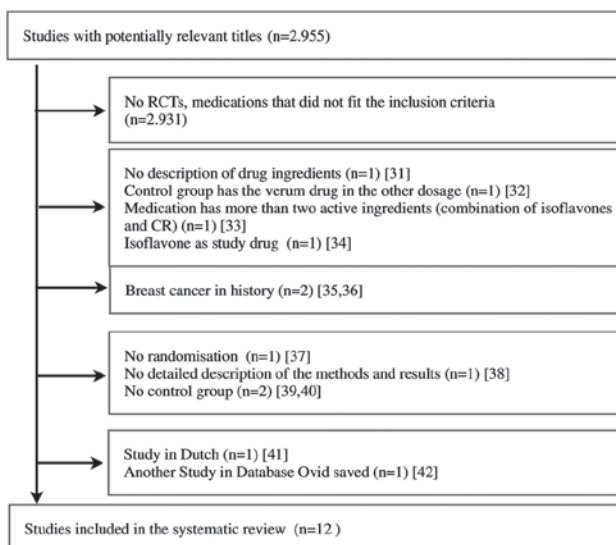 Studies with potentially relevant titles (n=2.955)
No RCTs, medications that did not fit the inclusion criteria
(n=2.931)
No description of drug ingredients (n=1) [31]
Control group has the verum drug in the other dosage (n=1) [32]
Medication has more than two active ingredients (combination of isoflavones
and CR) (n=1) [33]
Isoflavone as study drug (n=1) [34]
Breast cancer in history (n=2) [35,36]
No randomisation (n=1) [37]
No detailed description of the methods and results (n=1) [38]
No control group (n=2) [39,40]
Study in Dutch (n=1) [41]
Another Study in Database Ovid saved (n=1) [42]
Studies included in the systematic review (n=12 )